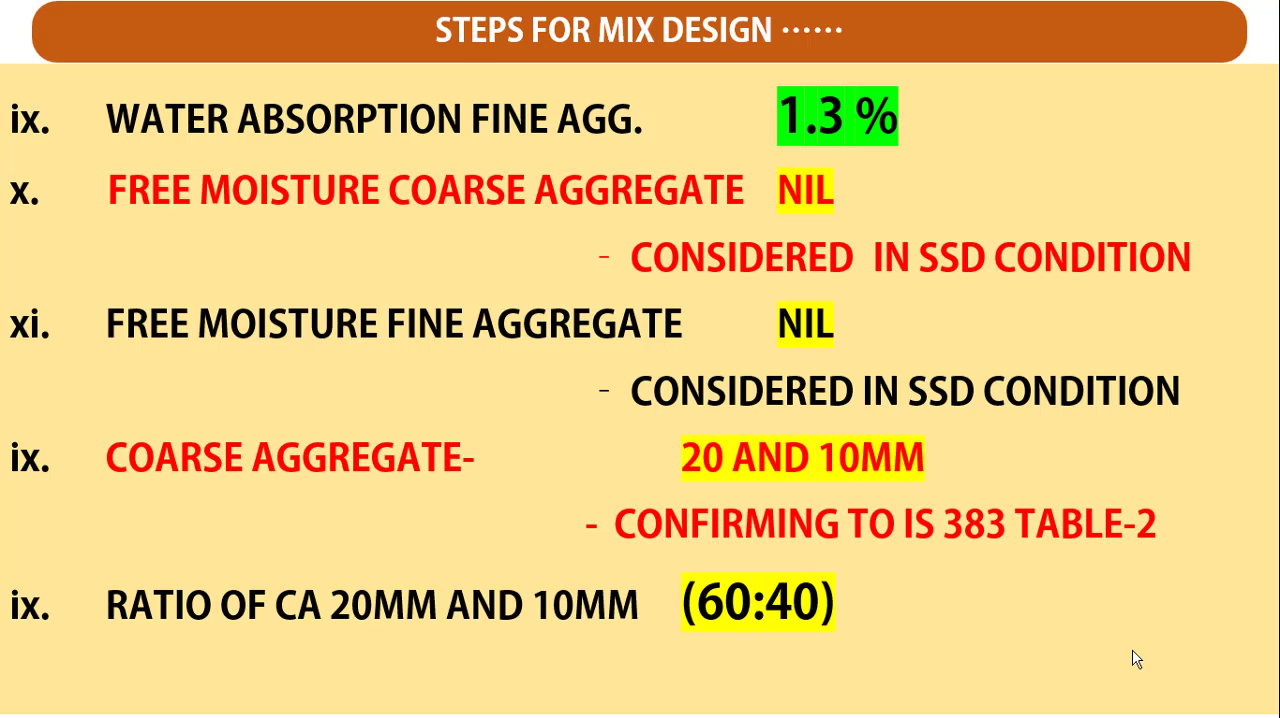 STEPS FOR MIX DESIGN ······
ix. WATER ABSORPTION FINE AGG. 1.3 %
x. FREE MOISTURE COARSE AGGREGATE NIL
- CONSIDERED IN SSD CONDITION
xi. FREE MOISTURE FINE AGGREGATE NIL
- CONSIDERED IN SSD CONDITION
ix. COARSE AGGREGATE- 20 AND 10MM
- CONFIRMING TO IS 383 TABLE-2
ix. RATIO OF CA 20MM AND 10MM (60:40)